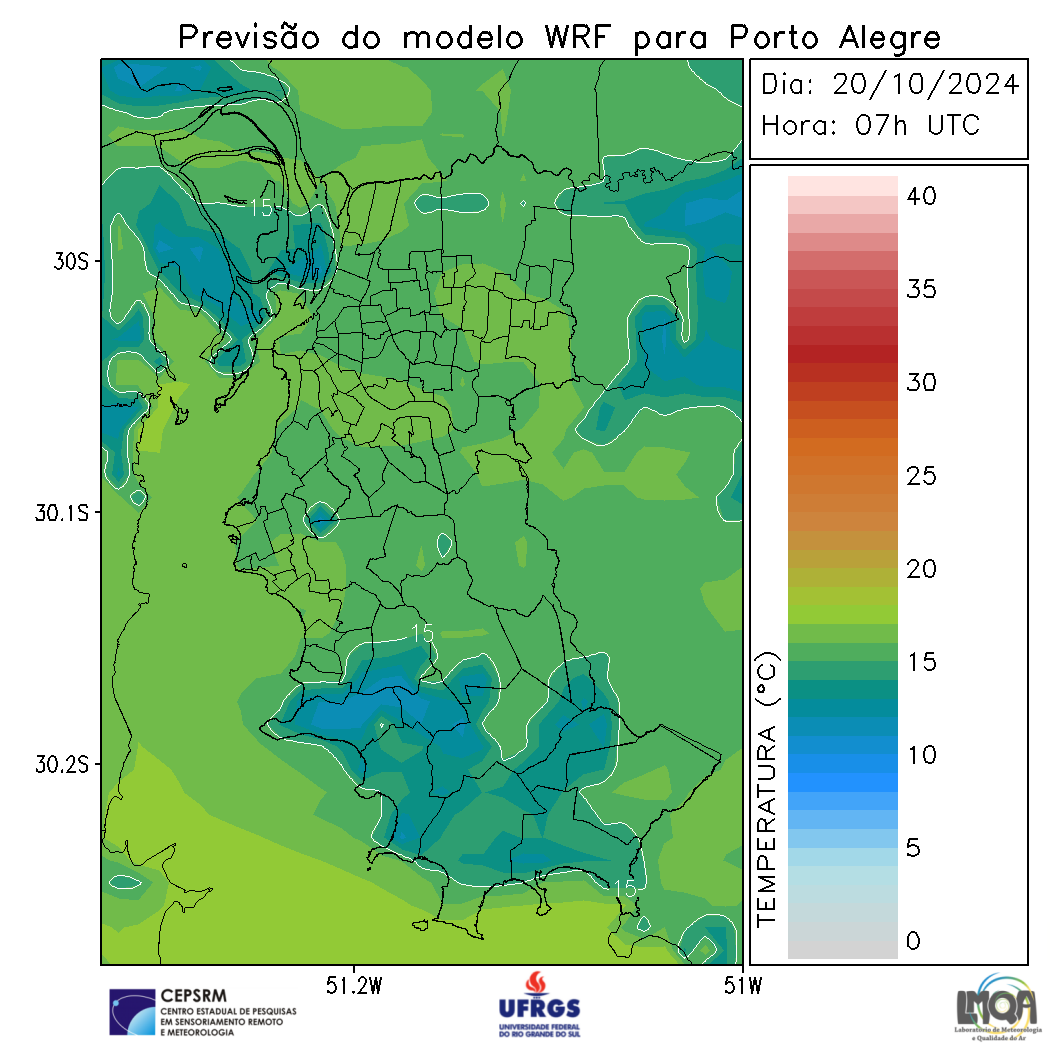 Previsão do modelo WRF para Porto Alegre
Dia: 20/10/2024
Hora: 07h UTC
40
35
30
25
20
15
10
5
0
TEMPERATURA (°C)
30S
30.1S
30.2S
15
15
15
51.2W
51W
CEPSRM
CENTRO ESTADUAL DE PESQUISAS
EM SENSORIAMENTO REMOTO
E METEOROLOGIA
UFRGS
UNIVERSIDADE FEDERAL
DO RIO GRANDE DO SUL
LMQA
Laboratório de Meteorologia
e Qualidade do Ar